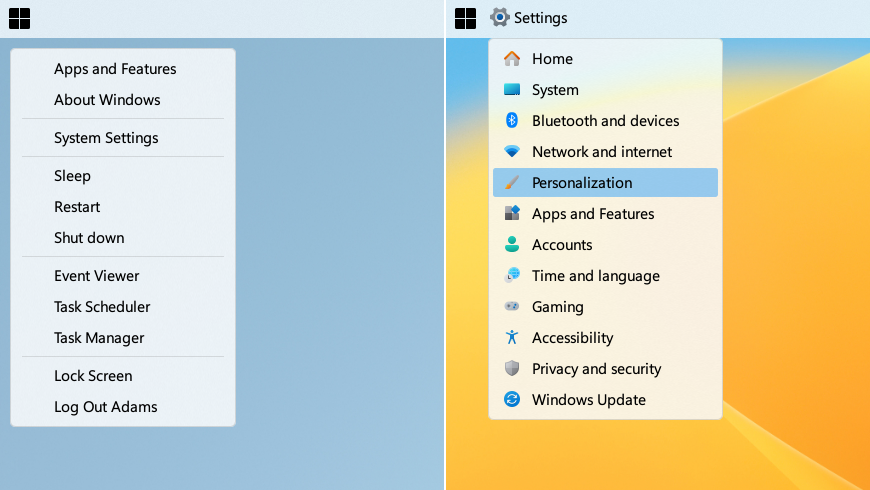 Apps and Features
About Windows
System Settings
Sleep
Restart
Shut down
Event Viewer
Task Scheduler
Task Manager
Lock Screen
Log Out Adams
Settings
Home
System
Bluetooth and devices
Network and internet
Personalization
Apps and Features
Accounts
Time and language
Gaming
Accessibility
Privacy and security
Windows Update